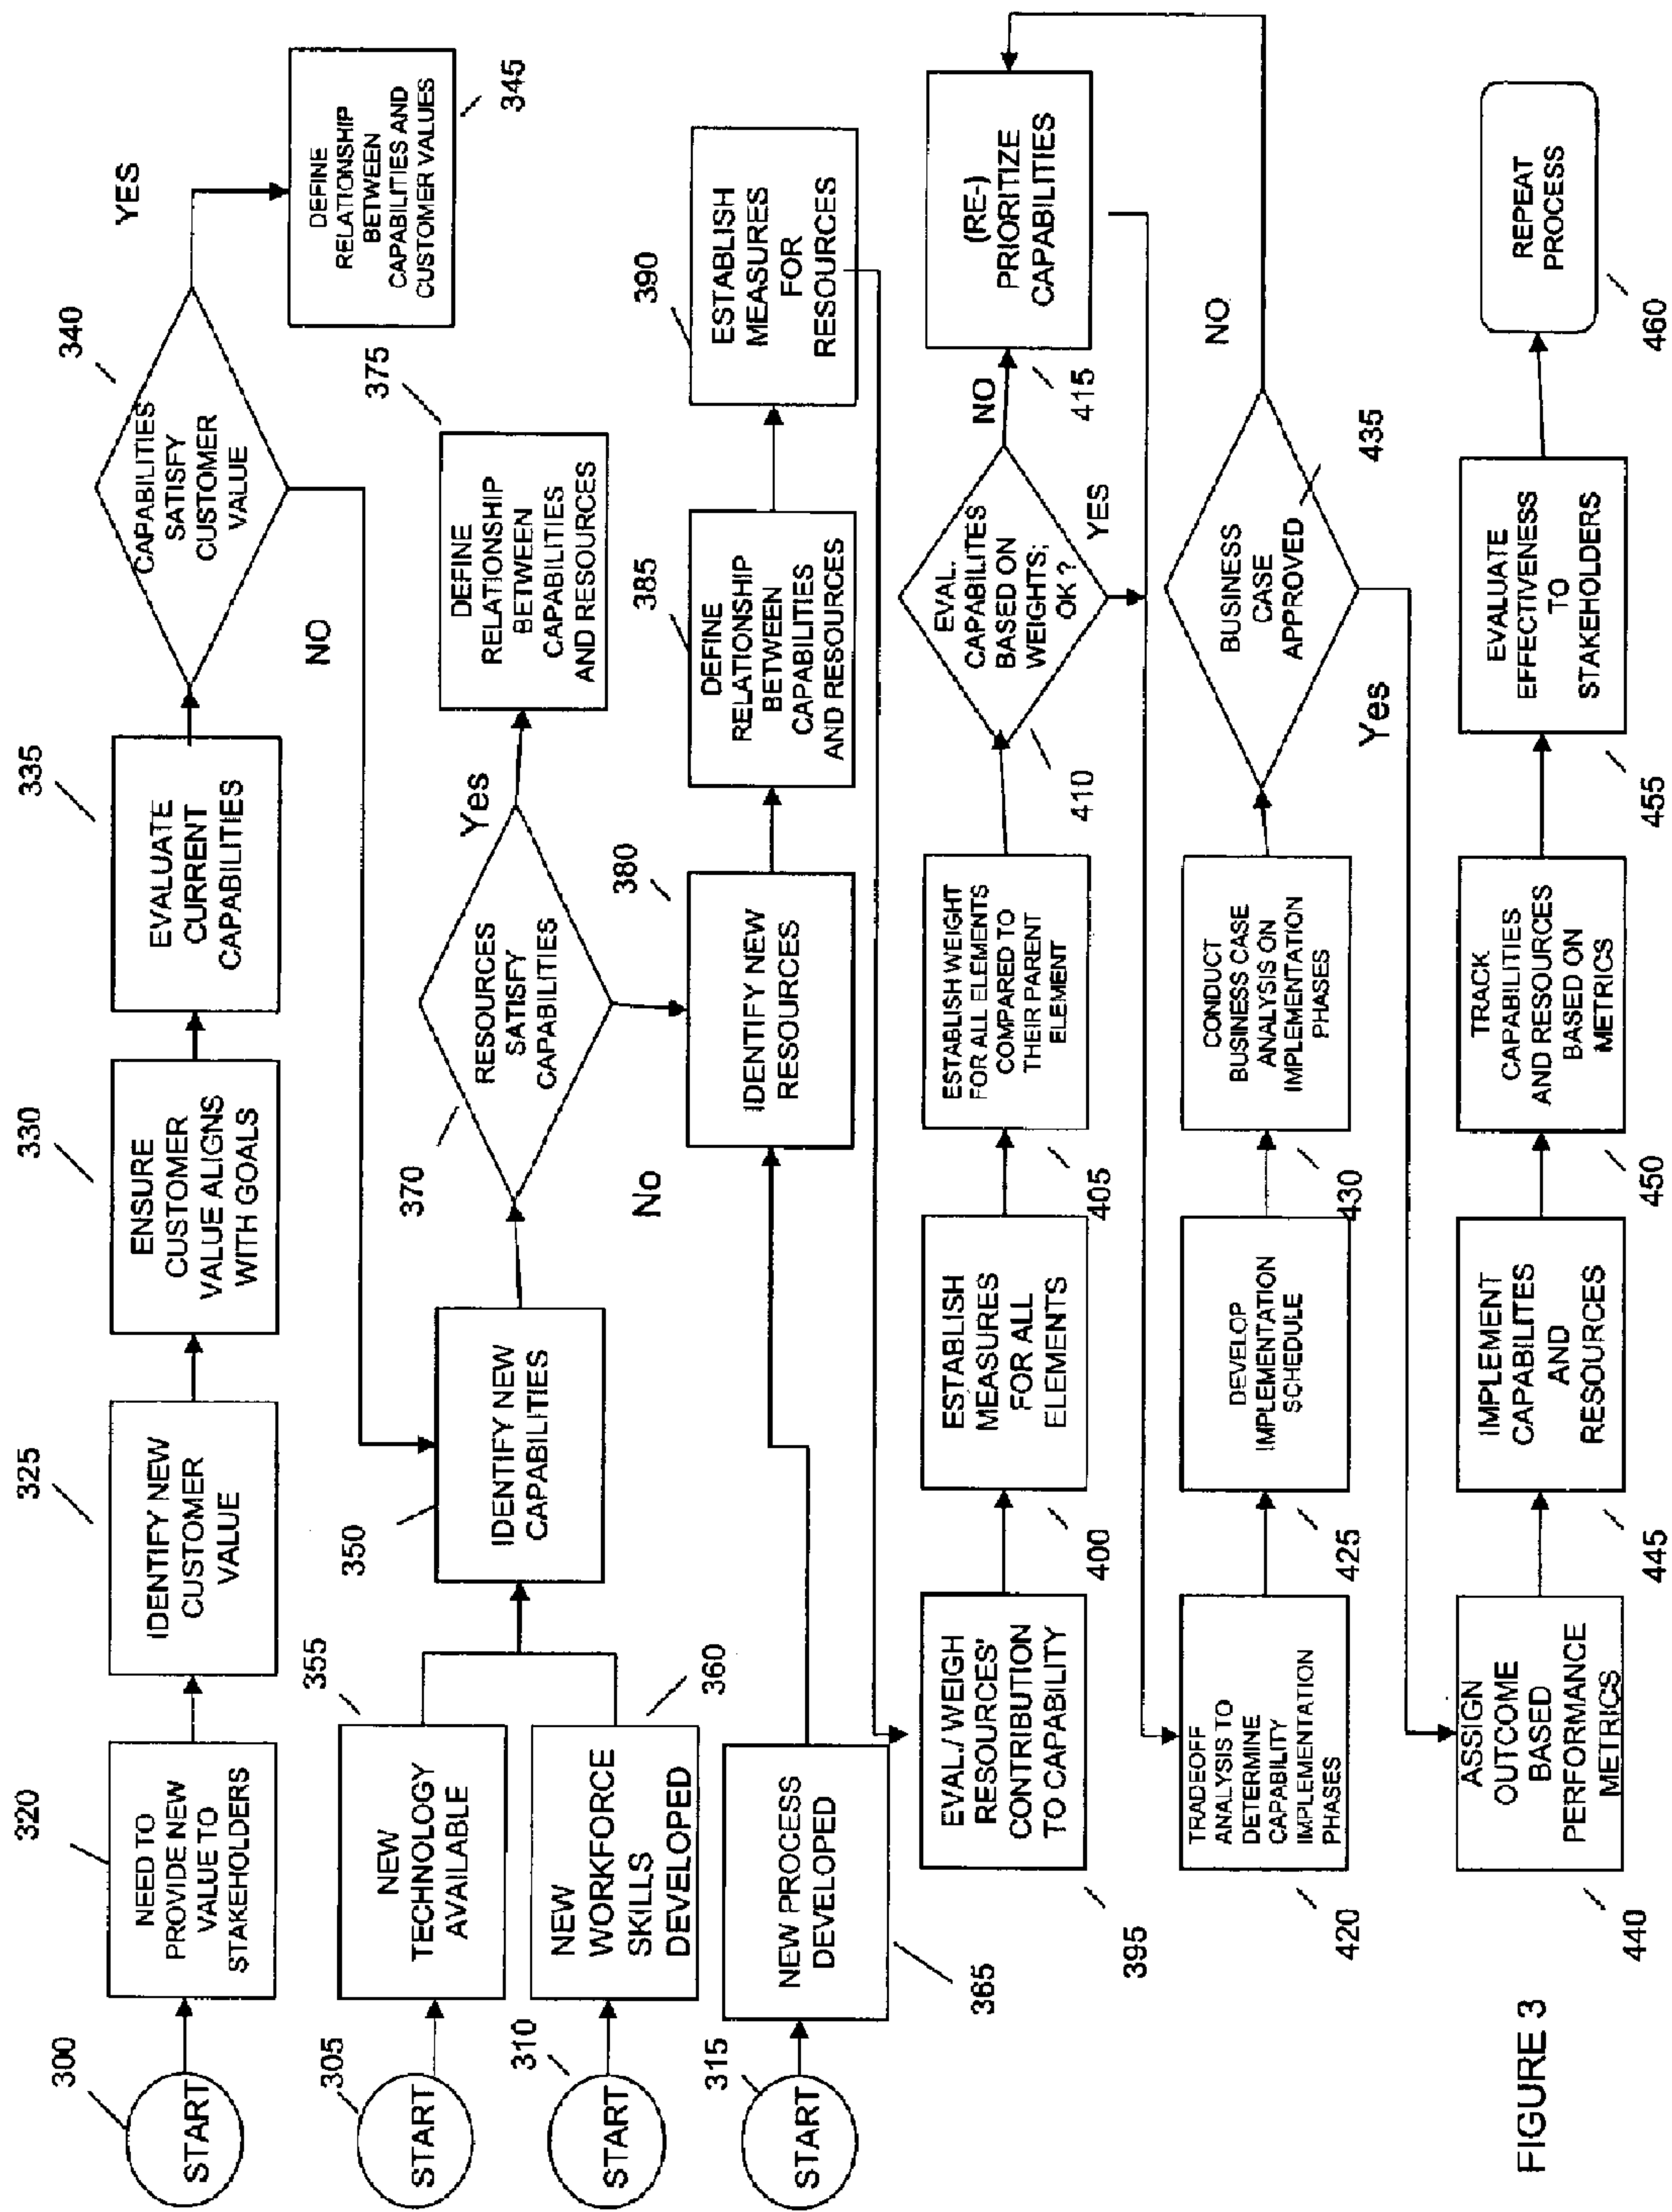 300
START
320
NEED TO
PROVIDE NEW
VALUE TO
STAKEHOLDERS
325
IDENTIFY NEW
CUSTOMER
VALUE
330
ENSURE
CUSTOMER
VALUE ALIGNS
WITH GOALS
335
EVALUATE
CURRENT
CAPABILITIES
340
CAPABILITIES
SATISFY
CUSTOMER
VALUE
YES
NO
DEFINE
RELATIONSHIP
BETWEEN
CAPABILITIES AND
CUSTOMER VALUES
345
305
START
355
NEW
TECHNOLOGY
AVAILABLE
310
START
NEW
WORKFORCE
SKILLS
DEVELOPED
360
350
IDENTIFY NEW
CAPABILITIES
370
RESOURCES
SATISFY
CAPABILITIES
Yes
No
375
DEFINE
RELATIONSHIP
BETWEEN
CAPABILITIES
AND RESOURCES
315
START
NEW PROCESS
DEVELOPED
365
380
IDENTIFY NEW
RESOURCES
385
DEFINE
RELATIONSHIP
BETWEEN
CAPABILITIES
AND RESOURCES
390
ESTABLISH
MEASURES
FOR
RESOURCES
EVAL./ WEIGH
RESOURCES'
CONTRIBUTION
TO CAPABILITY
395
ESTABLISH
MEASURES
FOR ALL
ELEMENTS
400
ESTABLISH WEIGHT
FOR ALL ELEMENTS
COMPARED TO
THEIR PARENT
ELEMENT
405
EVAL.
CAPABILITES
BASED ON
WEIGHTS;
OK?
410
NO
YES
(RE-)
PRIORITIZE
CAPABILITIES
415
TRADEOFF
ANALYSIS TO
DETERMINE
CAPABILITY
IMPLEMENTATION
PHASES
420
DEVELOP
IMPLEMENTATION
SCHEDULE
425
CONDUCT
BUSINESS CASE
ANALYSIS ON
IMPLEMENTATION
PHASES
430
BUSINESS
CASE
APPROVED
435
NO
Yes
ASSIGN
OUTCOME
BASED
PERFORMANCE
METRICS
440
IMPLEMENT
CAPABILITES
AND
RESOURCES
445
TRACK
CAPABILITIES
AND RESOURCES
BASED ON
METRICS
450
EVALUATE
EFFECTIVENESS
TO
STAKEHOLDERS
455
REPEAT
PROCESS
460
FIGURE 3